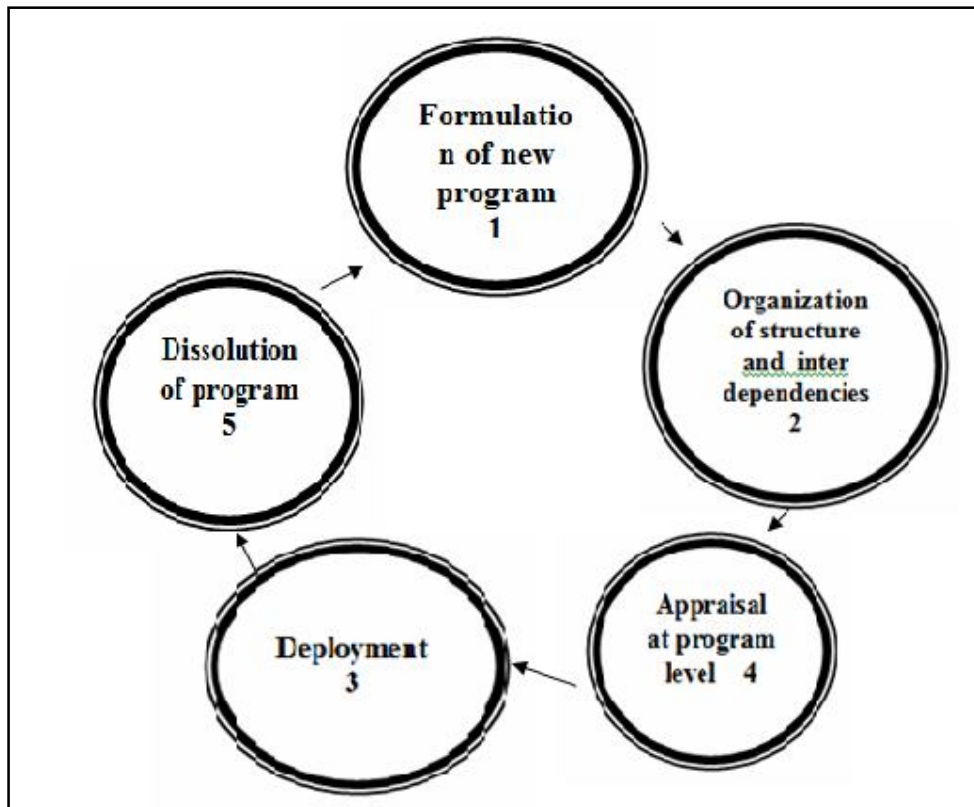 Formulatio
n of new
program
1
Organization
of structure
and inter
dependencies
2
Dissolution
of program
5
Appraisal
at program
level 4
Deployment
3